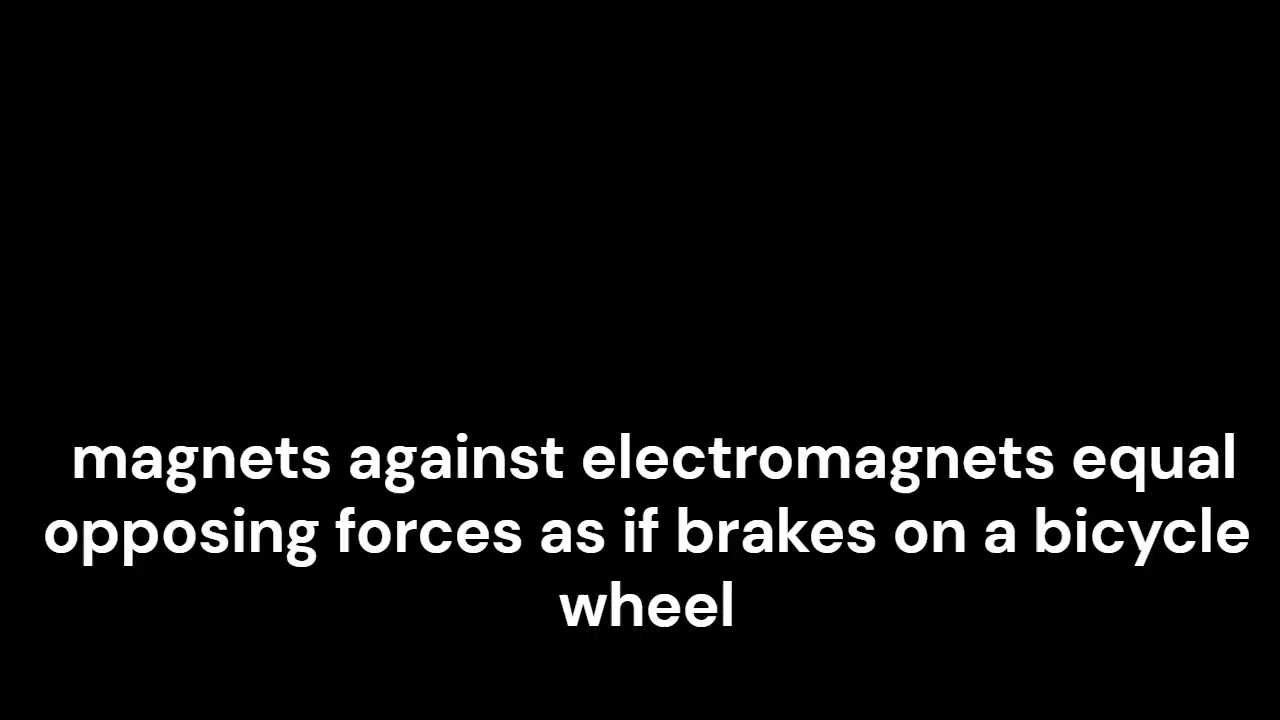 magnets against electromagnets equal
opposing forces as if brakes on a bicycle
wheel